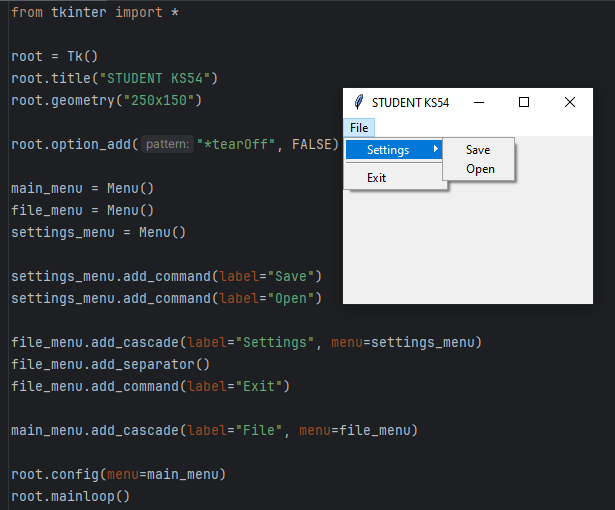 from tkinter import *
root = Tk()
root.title("STUDENT KS54")
root.geometry("250x150")
root.option_add(pattern: "*tearOff", FALSE)
main_menu = Menu()
file_menu = Menu()
settings_menu = Menu()
settings_menu.add_command(label="Save")
settings_menu.add_command(label="Open")
file_menu.add_cascade(label="Settings", menu=settings_menu)
file_menu.add_separator()
file_menu.add_command(label="Exit")
main_menu.add_cascade(label="File", menu=file_menu)
root.config(menu=main_menu)
root.mainloop()
STUDENT KS54
File
Settings
Exit
Save
Open